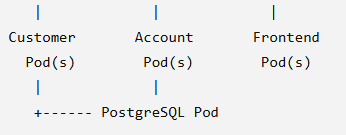 |              |              |
Customer       Account       Frontend
Pod(s)         Pod(s)        Pod(s)
|              |
+------ PostgreSQL Pod